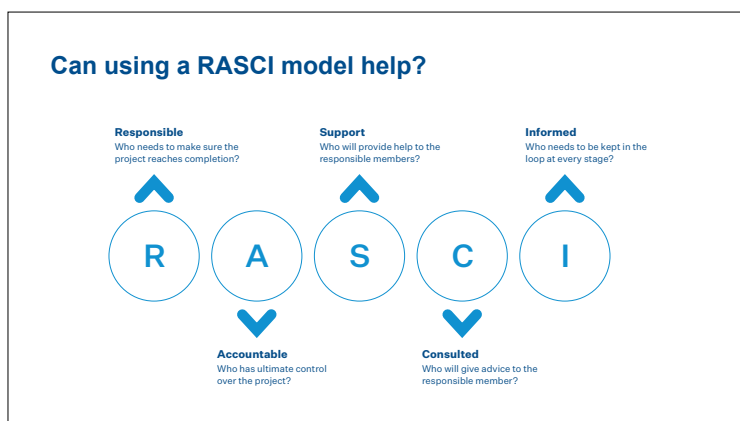 Can using a RASCI model help?
Responsible
Who needs to make sure the
project reaches completion?
Support
Who will provide help to the
responsible members?
Informed
Who needs to be kept in the
loop at every stage?
R
A
S
C
I
Accountable
Who has ultimate control
over the project?
Consulted
Who will give advice to the
responsible member?